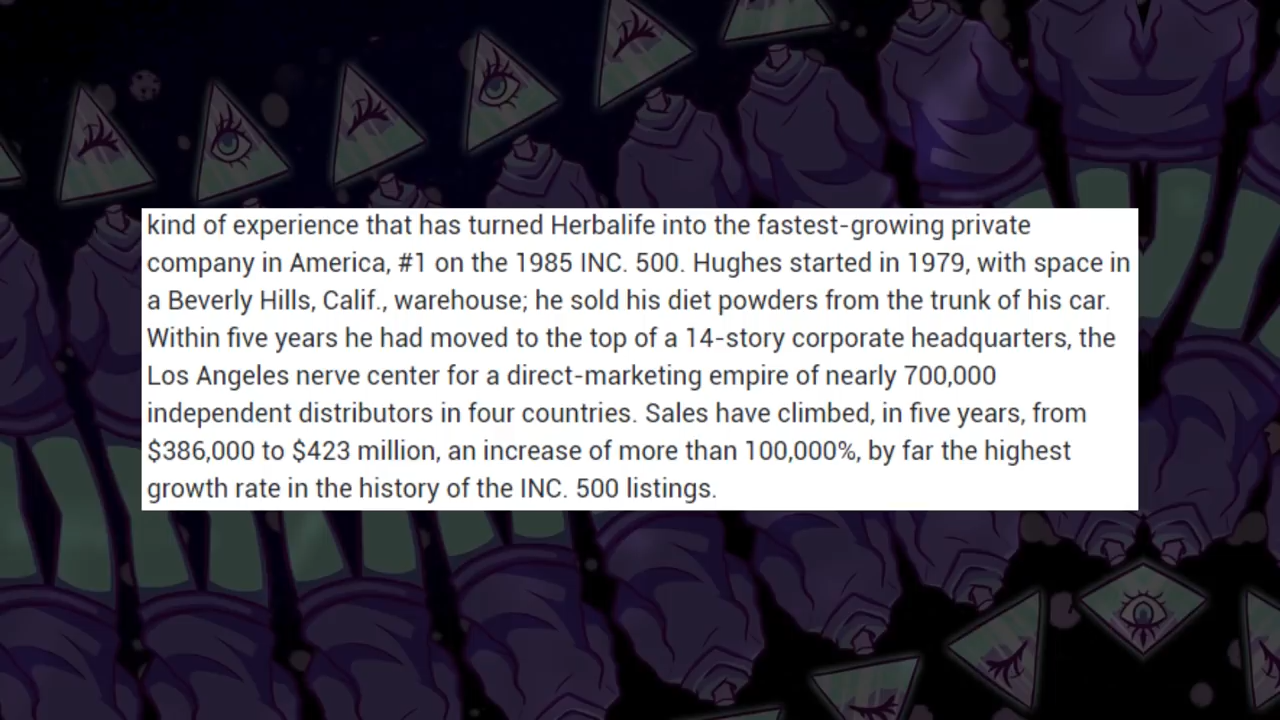 kind of experience that has turned Herbalife into the fastest-growing private
company in America, #1 on the 1985 INC. 500. Hughes started in 1979, with space in
a Beverly Hills, Calif., warehouse; he sold his diet powders from the trunk of his car.
Within five years he had moved to the top of a 14-story corporate headquarters, the
Los Angeles nerve center for a direct-marketing empire of nearly 700,000
independent distributors in four countries. Sales have climbed, in five years, from
$386,000 to $423 million, an increase of more than 100,000%, by far the highest
growth rate in the history of the INC. 500 listings.